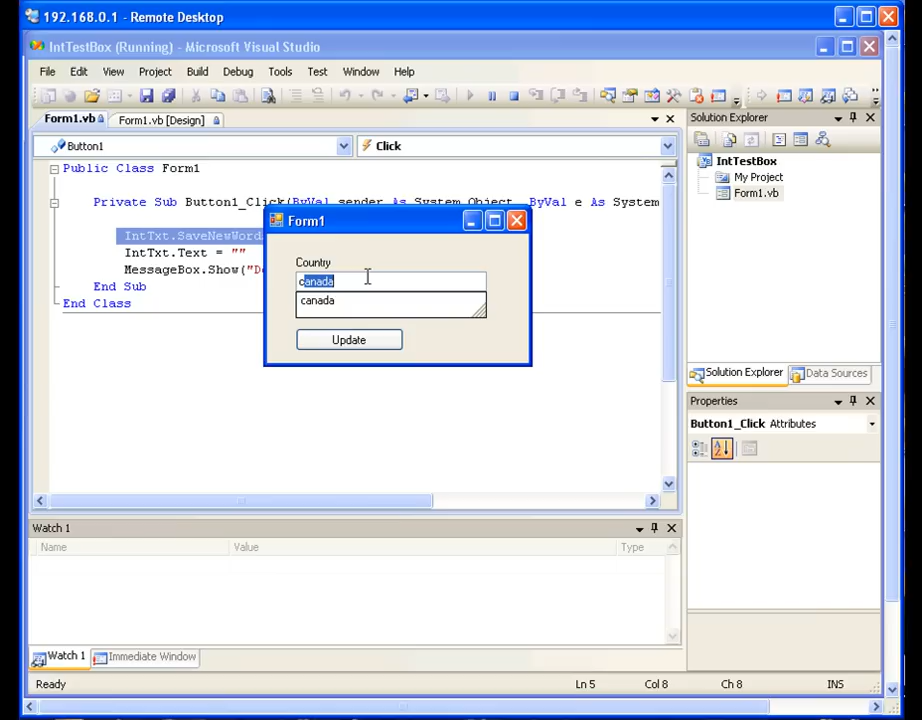 192.168.0.1 - Remote Desktop
IntTestBox (Running) - Microsoft Visual Studio
File Edit View Project Build Debug Tools Test Window Help
Form1.vb Form1.vb [Design]
Button1 Click
Public Class Form1
Private Sub Button1_Click(ByVal sender As System.Object, ByVal e As System
IntTxt.SaveNewWord
IntTxt.Text = ""
MessageBox.Show("D
End Sub
End Class
Form1
Country
canada
canada
Update
Solution Explorer
IntTestBox
My Project
Form1.vb
Solution Explorer Data Sources
Properties
Button1_Click Attributes
Watch 1
Name Value Type
Watch 1 Immediate Window
Ready Ln 5 Col 8 Ch 8 INS